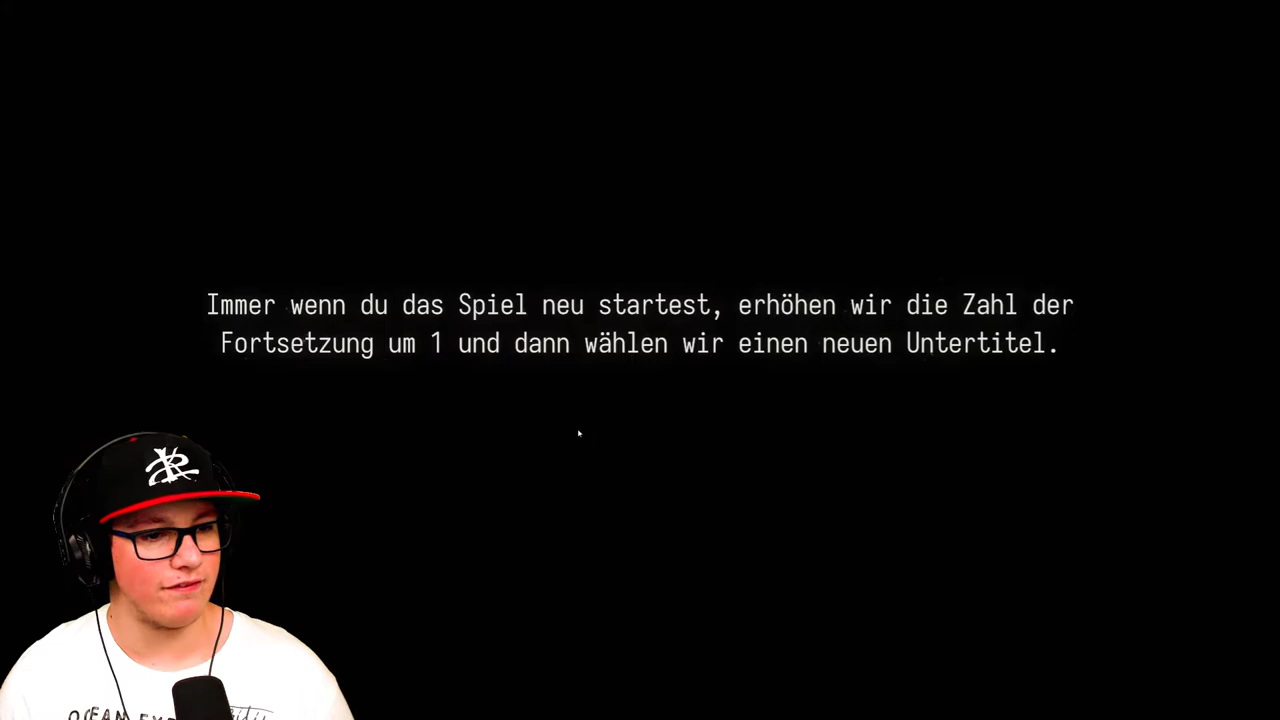 Immer wenn du das Spiel neu startest, erhöhen wir die Zahl der
Fortsetzung um 1 und dann wählen wir einen neuen Untertitel.
OCEAN